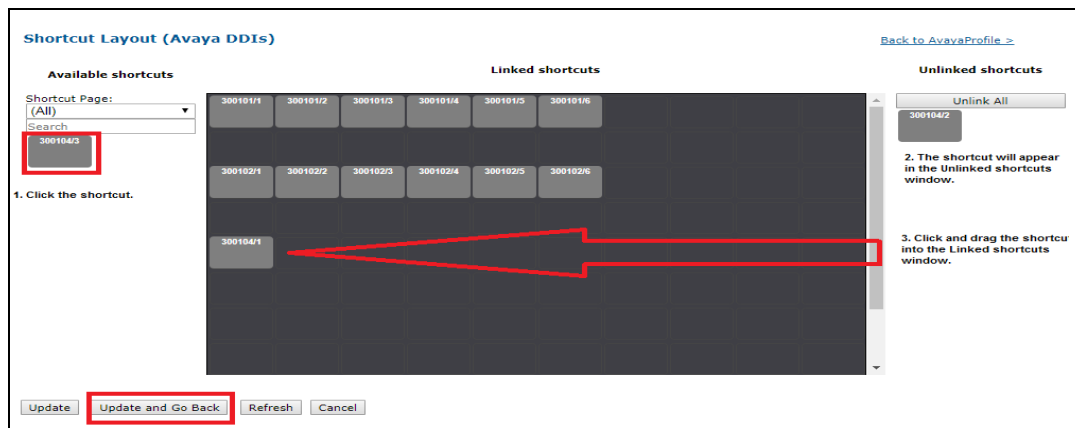 Shortcut Layout (Avaya DDIs)
Back to AvayaProfile >
Available shortcuts
Linked shortcuts
Unlinked shortcuts
Shortcut Page:
(All)
Search
300104/3
1. Click the shortcut.
300101/1 300101/2 300101/3 300101/4 300101/5 300101/6
300102/1 300102/2 300102/3 300102/4 300102/5 300102/6
300104/1
Unlink All
300104/2
2. The shortcut will appear
in the Unlinked shortcuts
window.
3. Click and drag the shortcu
into the Linked shortcuts
window.
Update Update and Go Back Refresh Cancel